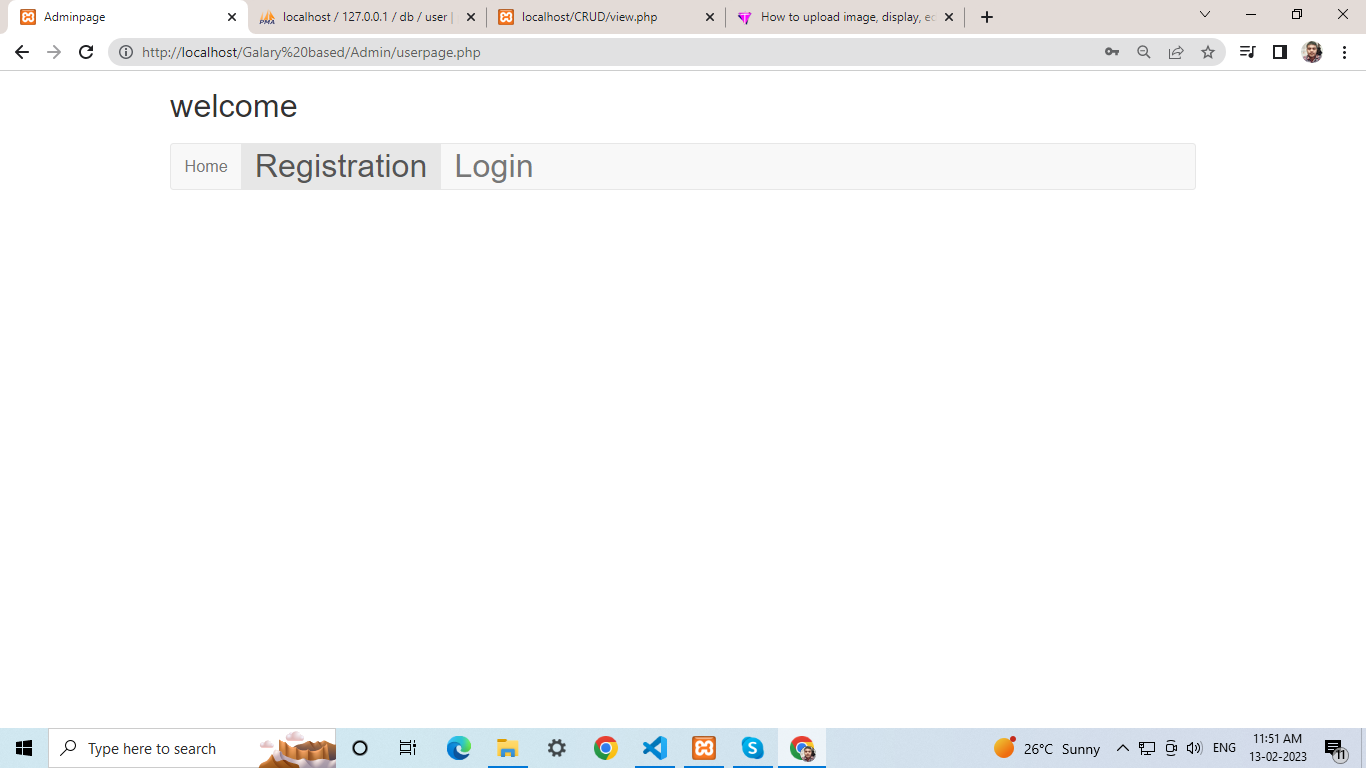 Adminpage
localhost / 127.0.0.1 / db / user |
localhost/CRUD/view.php
How to upload image, display, ed
http://localhost/Galary%20based/Admin/userpage.php
welcome
Home Registration Login
Type here to search
26°C Sunny
ENG
11:51 AM
13-02-2023
11
PMA